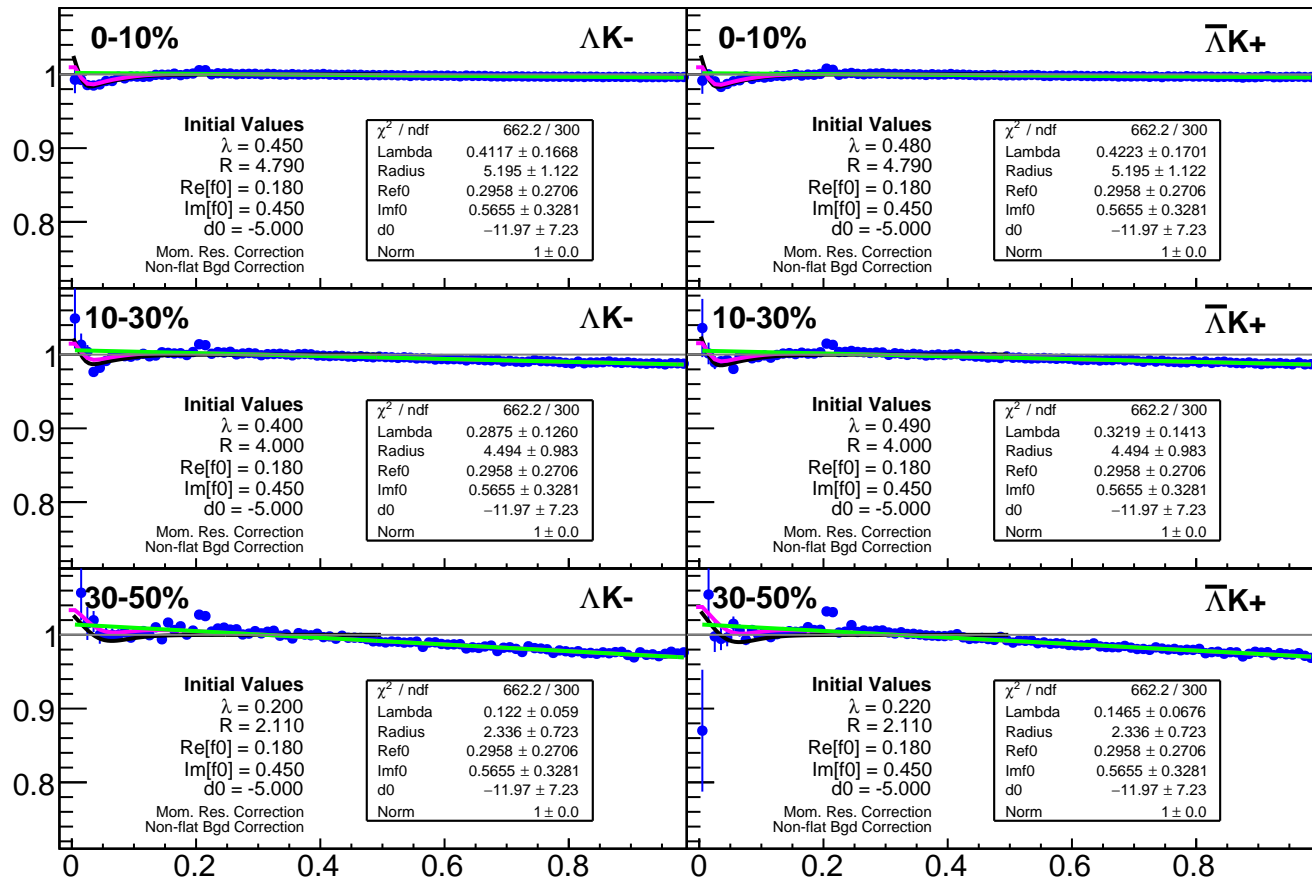 0-10%
ΛK-
1
0.9
0.8
Initial Values
λ = 0.450
R = 4.790
Re[f0] = 0.180
Im[f0] = 0.450
d0 = -5.000
Mom. Res. Correction
Non-flat Bgd Correction
χ² / ndf 662.2 / 300
Lambda 0.4117 ± 0.1668
Radius 5.195 ± 1.122
Ref0 0.2958 ± 0.2706
Imf0 0.5655 ± 0.3281
d0 −11.97 ± 7.23
Norm 1 ± 0.0
0-10%
Λ̅K+
Initial Values
λ = 0.480
R = 4.790
Re[f0] = 0.180
Im[f0] = 0.450
d0 = -5.000
Mom. Res. Correction
Non-flat Bgd Correction
χ² / ndf 662.2 / 300
Lambda 0.4223 ± 0.1701
Radius 5.195 ± 1.122
Ref0 0.2958 ± 0.2706
Imf0 0.5655 ± 0.3281
d0 −11.97 ± 7.23
Norm 1 ± 0.0
10-30%
ΛK-
1
0.9
0.8
Initial Values
λ = 0.400
R = 4.000
Re[f0] = 0.180
Im[f0] = 0.450
d0 = -5.000
Mom. Res. Correction
Non-flat Bgd Correction
χ² / ndf 662.2 / 300
Lambda 0.2875 ± 0.1260
Radius 4.494 ± 0.983
Ref0 0.2958 ± 0.2706
Imf0 0.5655 ± 0.3281
d0 −11.97 ± 7.23
Norm 1 ± 0.0
10-30%
Λ̅K+
Initial Values
λ = 0.490
R = 4.000
Re[f0] = 0.180
Im[f0] = 0.450
d0 = -5.000
Mom. Res. Correction
Non-flat Bgd Correction
χ² / ndf 662.2 / 300
Lambda 0.3219 ± 0.1413
Radius 4.494 ± 0.983
Ref0 0.2958 ± 0.2706
Imf0 0.5655 ± 0.3281
d0 −11.97 ± 7.23
Norm 1 ± 0.0
30-50%
ΛK-
1
0.9
0.8
Initial Values
λ = 0.200
R = 2.110
Re[f0] = 0.180
Im[f0] = 0.450
d0 = -5.000
Mom. Res. Correction
Non-flat Bgd Correction
χ² / ndf 662.2 / 300
Lambda 0.122 ± 0.059
Radius 2.336 ± 0.723
Ref0 0.2958 ± 0.2706
Imf0 0.5655 ± 0.3281
d0 −11.97 ± 7.23
Norm 1 ± 0.0
0 0.2 0.4 0.6 0.8
30-50%
Λ̅K+
Initial Values
λ = 0.220
R = 2.110
Re[f0] = 0.180
Im[f0] = 0.450
d0 = -5.000
Mom. Res. Correction
Non-flat Bgd Correction
χ² / ndf 662.2 / 300
Lambda 0.1465 ± 0.0676
Radius 2.336 ± 0.723
Ref0 0.2958 ± 0.2706
Imf0 0.5655 ± 0.3281
d0 −11.97 ± 7.23
Norm 1 ± 0.0
0 0.2 0.4 0.6 0.8